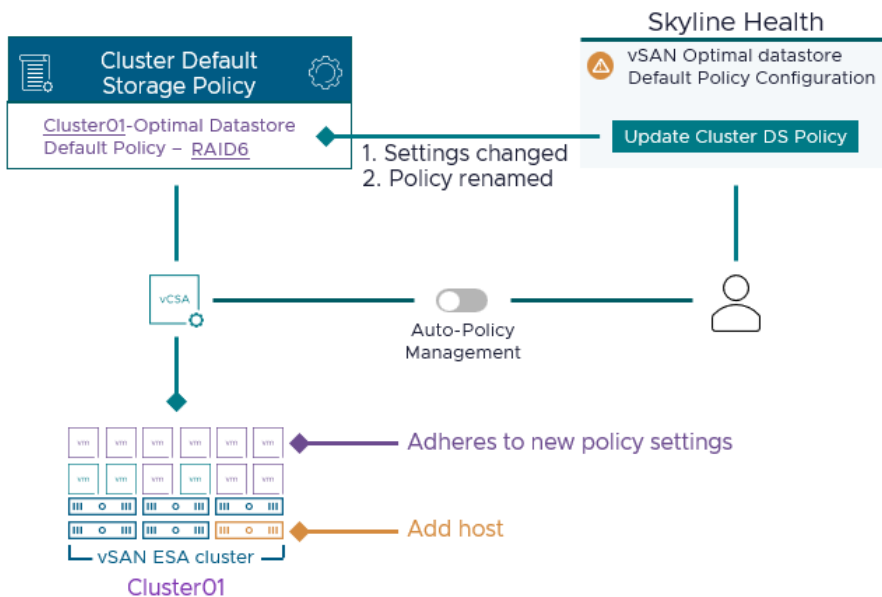 Cluster Default
Storage Policy
Cluster01-Optimal Datastore
Default Policy – RAID6
Skyline Health
vSAN Optimal datastore
Default Policy Configuration
Update Cluster DS Policy
1. Settings changed
2. Policy renamed
vCSA
Auto-Policy
Management
vm vm vm vm vm vm
Adheres to new policy settings
vm vm vm vm vm vm
Add host
vSAN ESA cluster
Cluster01